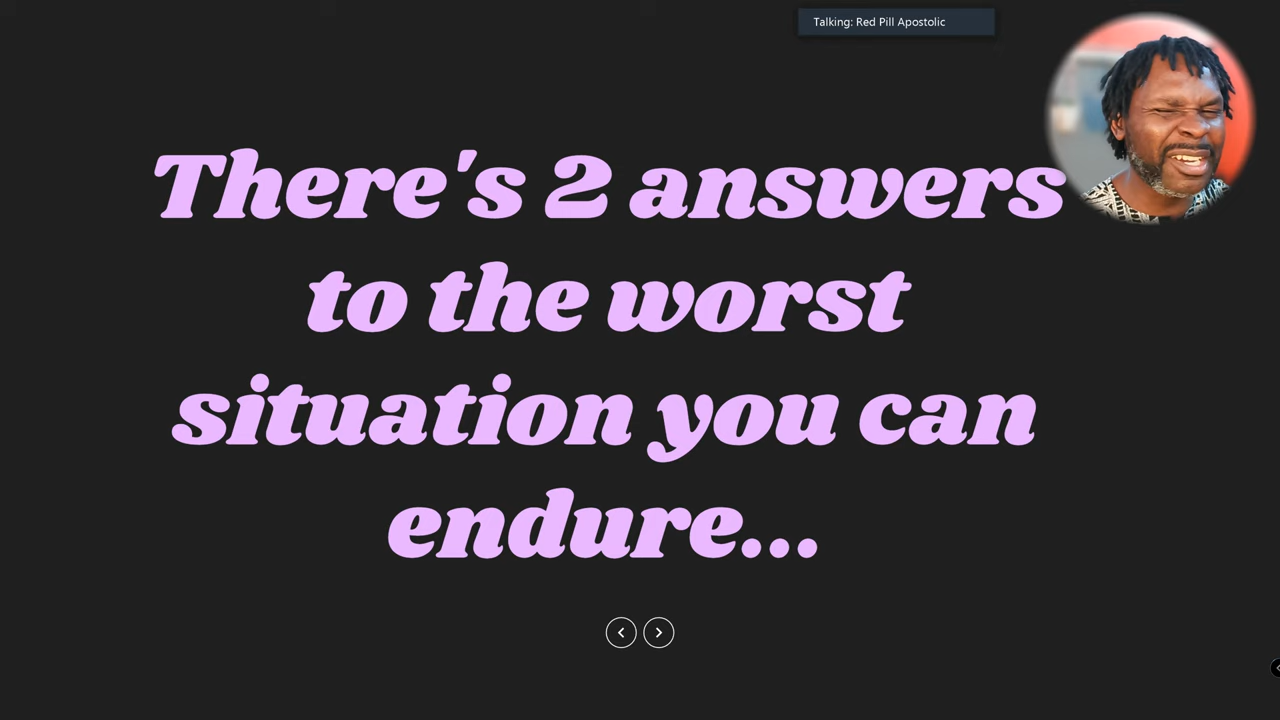 Talking: Red Pill Apostolic
There's 2 answers
to the worst
situation you can
endure...